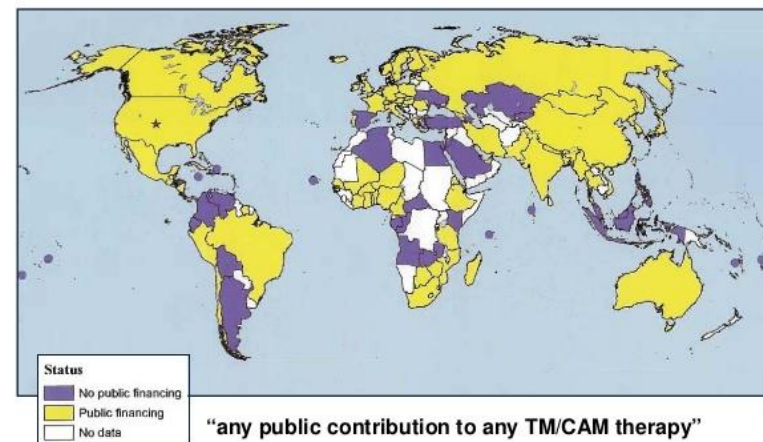 Status
No public financing
Public financing
No data
"any public contribution to any TM/CAM therapy"